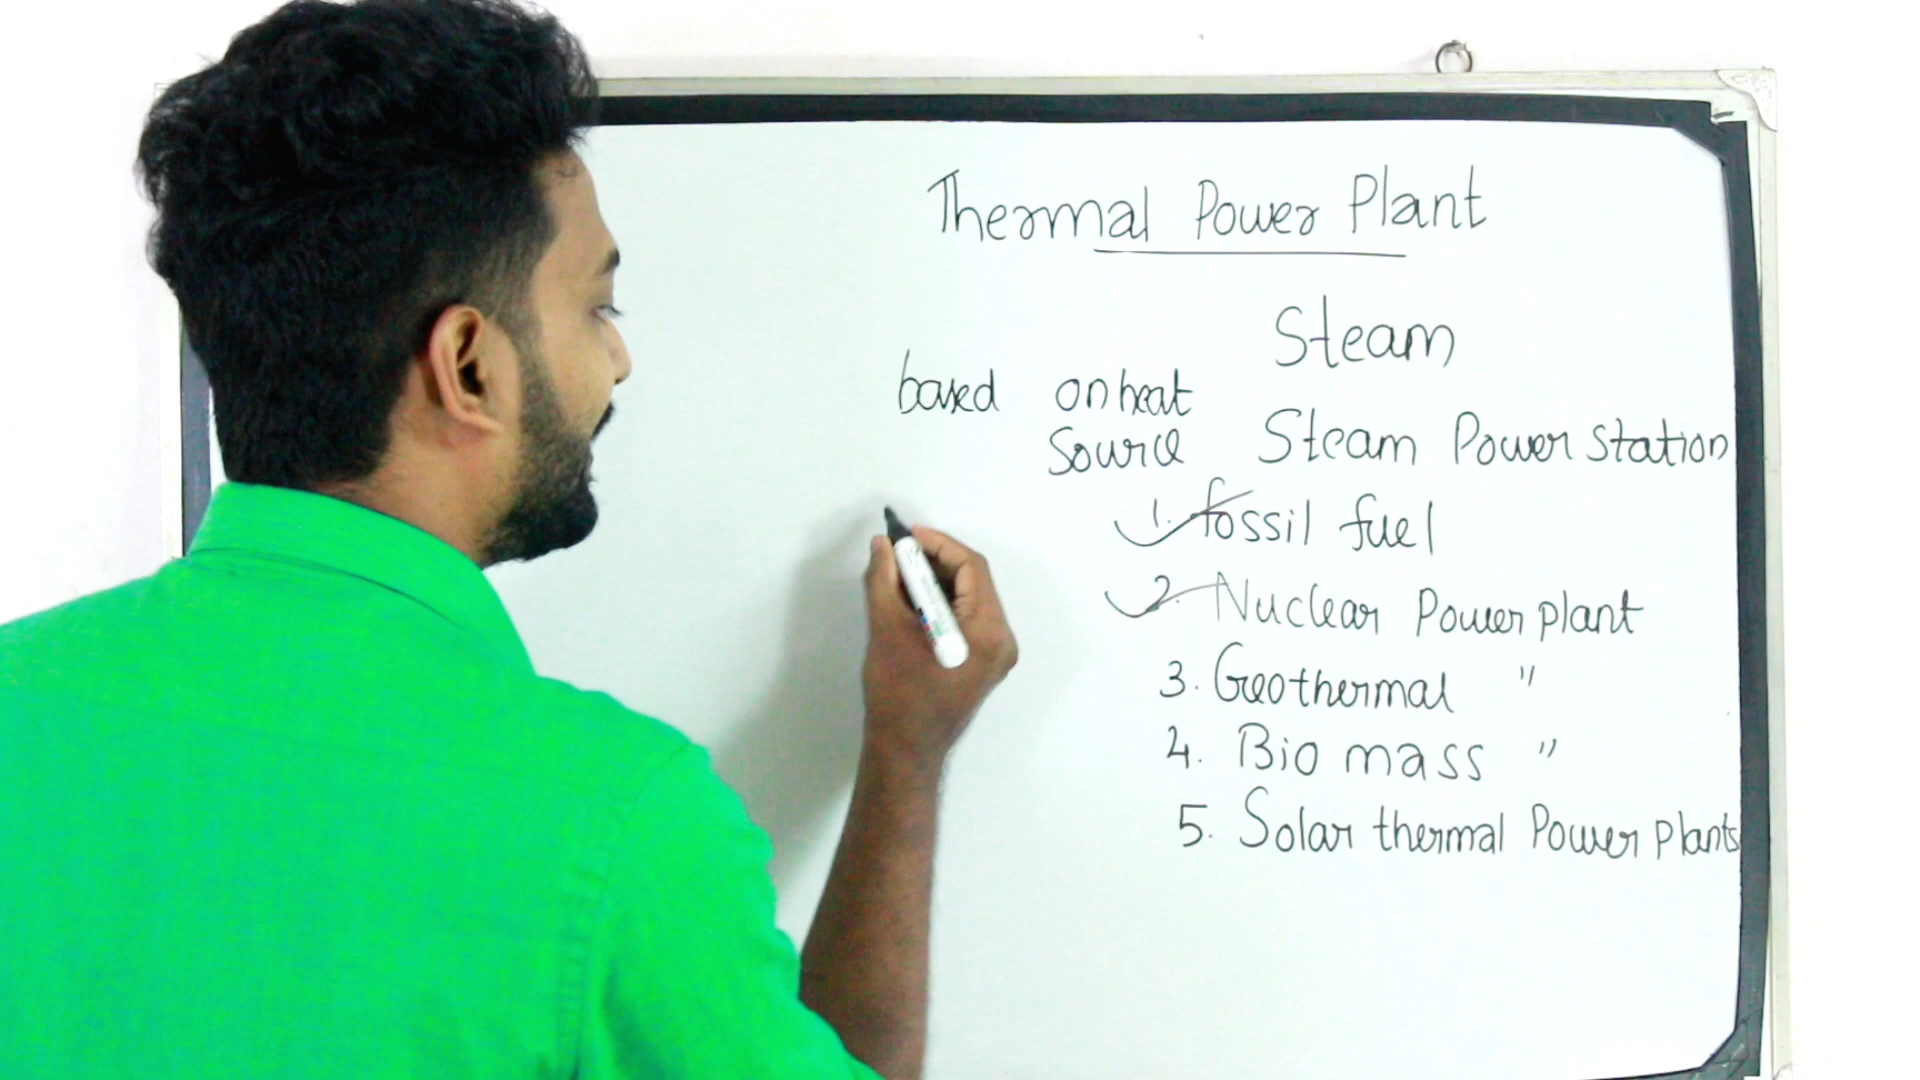 Thermal Power Plant
Steam
based on heat
Source
Steam Power Station
1. fossil fuel
2. Nuclear Power plant
3. Geothermal "
4. Bio mass "
5. Solar thermal Power Plants